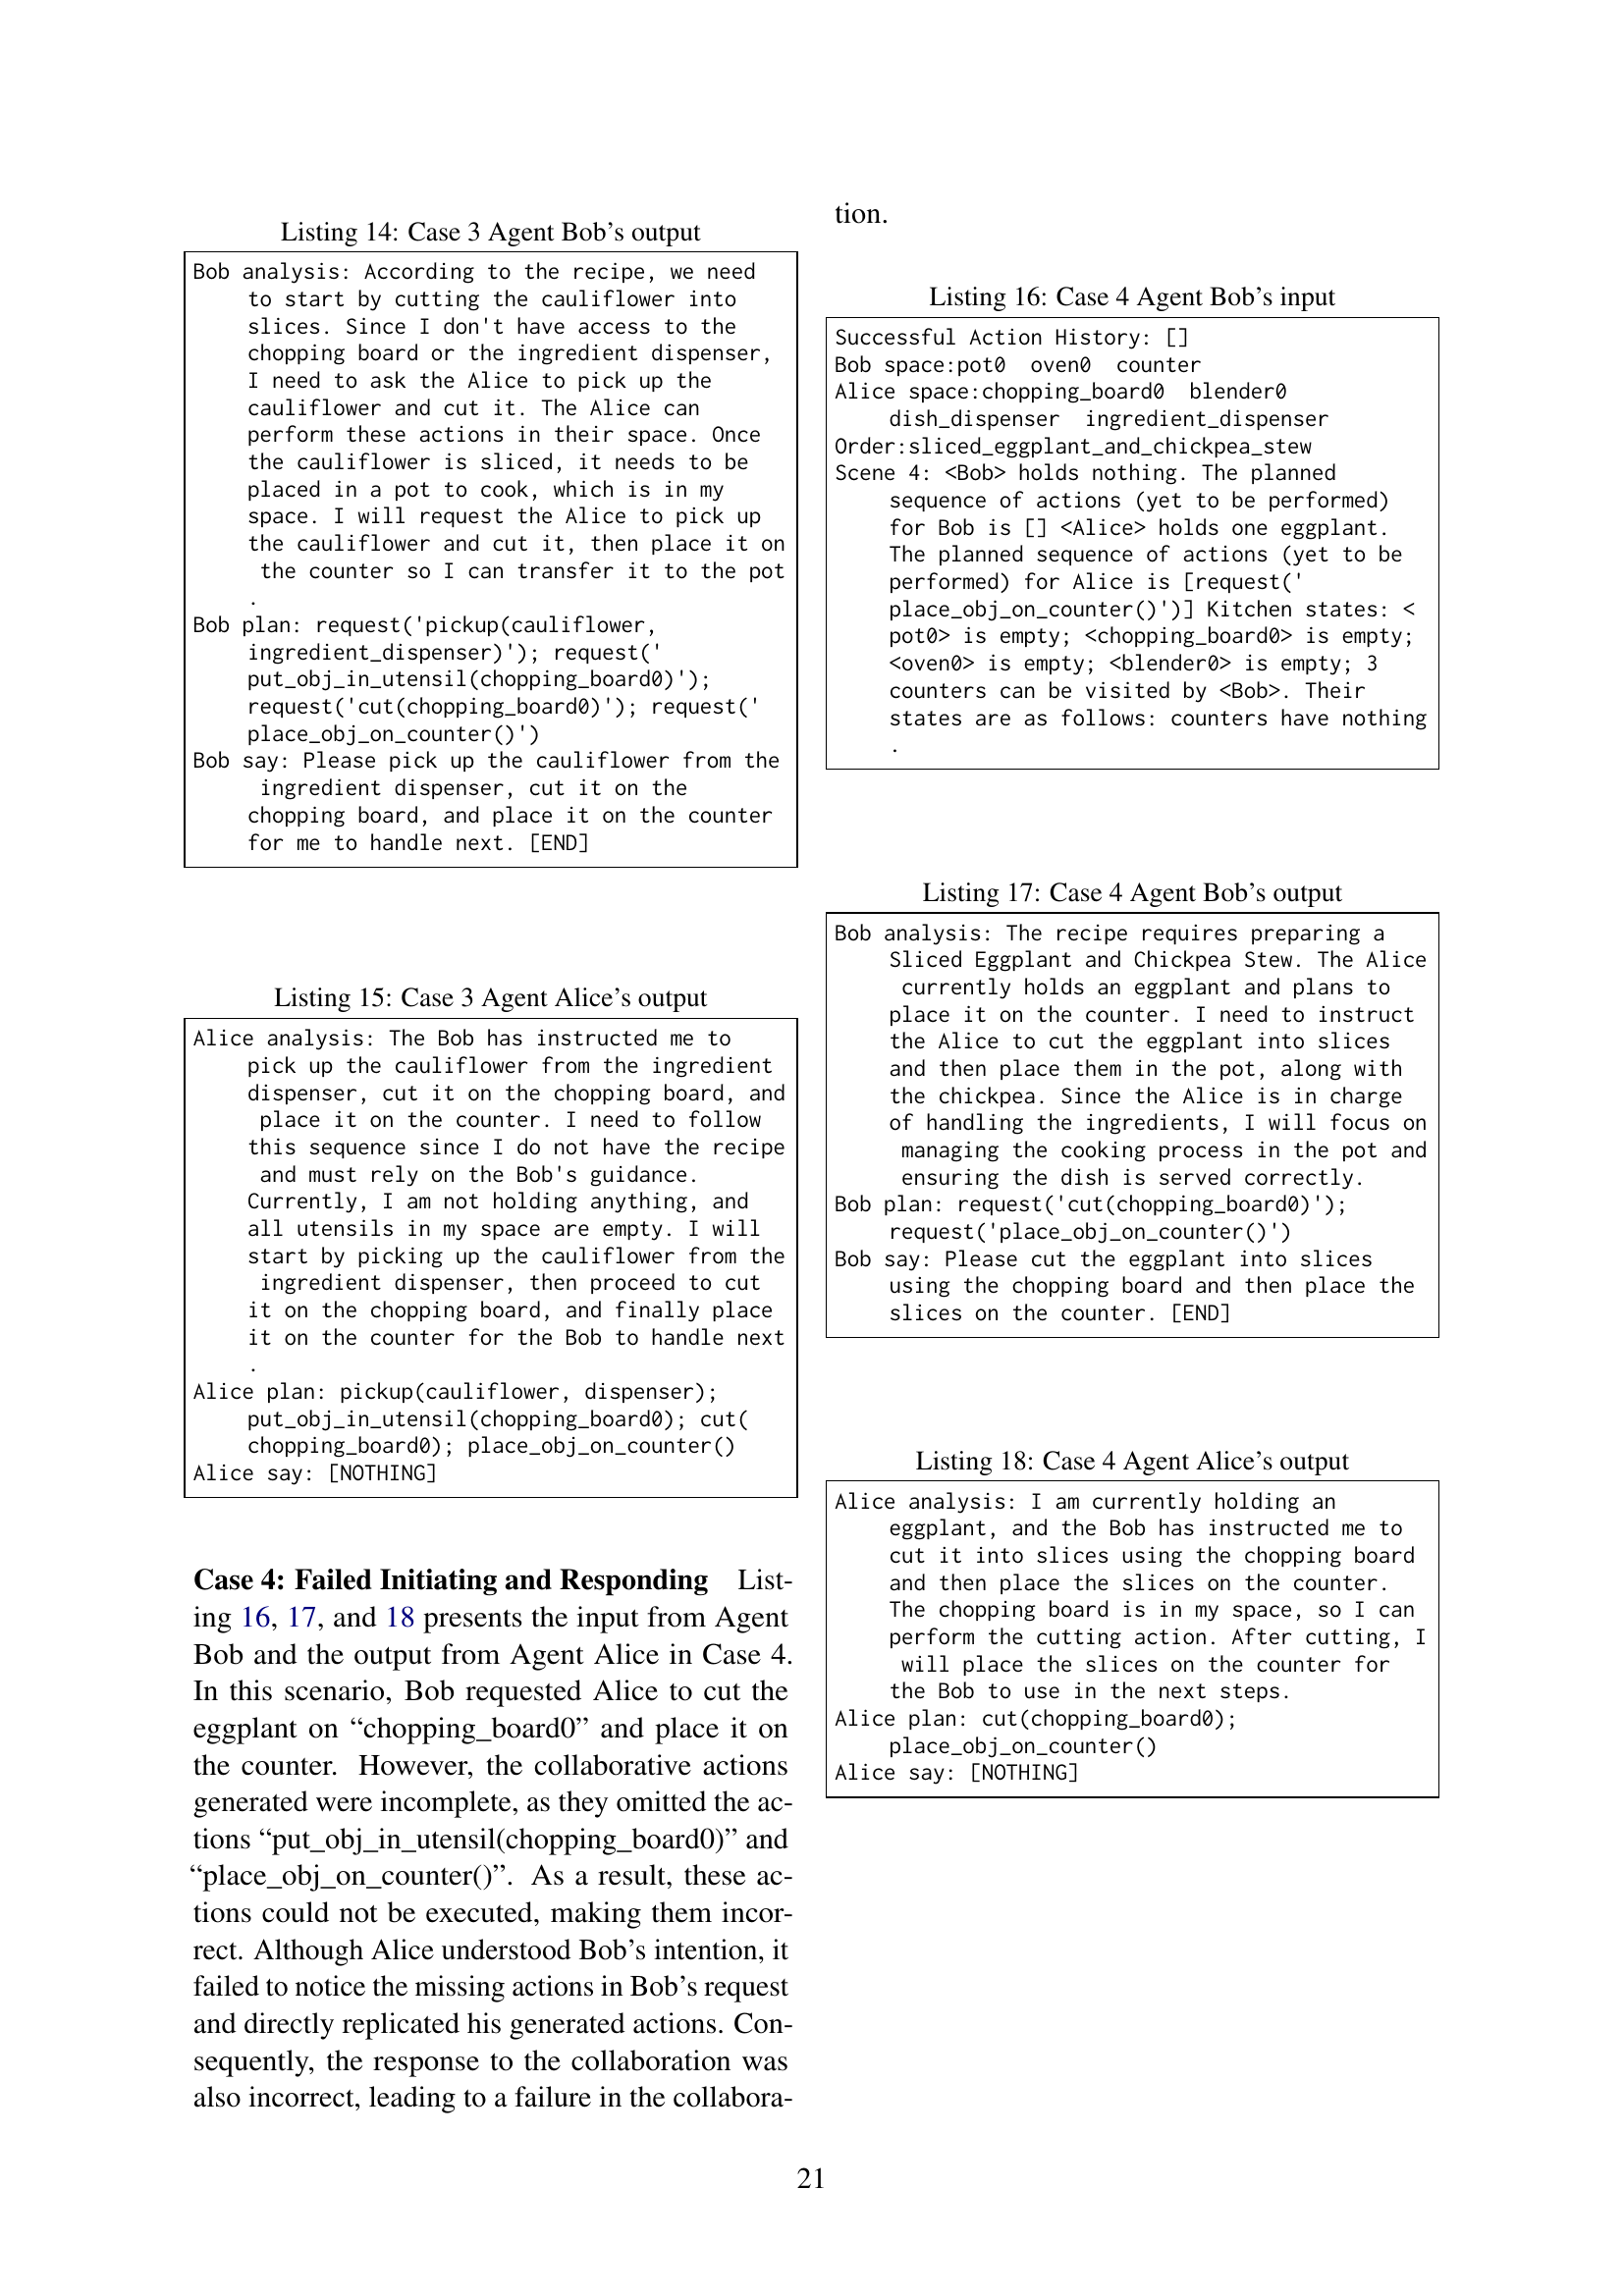 Listing 14: Case 3 Agent Bob's output
Bob analysis: According to the recipe, we need
to start by cutting the cauliflower into
slices. Since I don't have access to the
chopping board or the ingredient dispenser,
I need to ask the Alice to pick up the
cauliflower and cut it. The Alice can
perform these actions in their space. Once
the cauliflower is sliced, it needs to be
placed in a pot to cook, which is in my
space. I will request the Alice to pick up
the cauliflower and cut it, then place it on
the counter so I can transfer it to the pot
.
Bob plan: request('pickup(cauliflower,
ingredient_dispenser)'); request('
put_obj_in_utensil(chopping_board0)');
request('cut(chopping_board0)'); request('
place_obj_on_counter()')
Bob say: Please pick up the cauliflower from the
ingredient dispenser, cut it on the
chopping board, and place it on the counter
for me to handle next. [END]
Listing 15: Case 3 Agent Alice's output
Alice analysis: The Bob has instructed me to
pick up the cauliflower from the ingredient
dispenser, cut it on the chopping board, and
place it on the counter. I need to follow
this sequence since I do not have the recipe
and must rely on the Bob's guidance.
Currently, I am not holding anything, and
all utensils in my space are empty. I will
start by picking up the cauliflower from the
ingredient dispenser, then proceed to cut
it on the chopping board, and finally place
it on the counter for the Bob to handle next
.
Alice plan: pickup(cauliflower, dispenser);
put_obj_in_utensil(chopping_board0); cut(
chopping_board0); place_obj_on_counter()
Alice say: [NOTHING]
Case 4: Failed Initiating and Responding List-
ing 16, 17, and 18 presents the input from Agent
Bob and the output from Agent Alice in Case 4.
In this scenario, Bob requested Alice to cut the
eggplant on “chopping_board0” and place it on
the counter. However, the collaborative actions
generated were incomplete, as they omitted the ac-
tions “put_obj_in_utensil(chopping_board0)” and
“place_obj_on_counter()”. As a result, these ac-
tions could not be executed, making them incor-
rect. Although Alice understood Bob's intention, it
failed to notice the missing actions in Bob's request
and directly replicated his generated actions. Con-
sequently, the response to the collaboration was
also incorrect, leading to a failure in the collabora-
tion.
Listing 16: Case 4 Agent Bob's input
Successful Action History: []
Bob space:pot0 oven0 counter
Alice space:chopping_board0 blender0
dish_dispenser ingredient_dispenser
Order:sliced_eggplant_and_chickpea_stew
Scene 4: <Bob> holds nothing. The planned
sequence of actions (yet to be performed)
for Bob is [] <Alice> holds one eggplant.
The planned sequence of actions (yet to be
performed) for Alice is [request('
place_obj_on_counter()')] Kitchen states: <
pot0> is empty; <chopping_board0> is empty;
<oven0> is empty; <blender0> is empty; 3
counters can be visited by <Bob>. Their
states are as follows: counters have nothing
.
Listing 17: Case 4 Agent Bob's output
Bob analysis: The recipe requires preparing a
Sliced Eggplant and Chickpea Stew. The Alice
currently holds an eggplant and plans to
place it on the counter. I need to instruct
the Alice to cut the eggplant into slices
and then place them in the pot, along with
the chickpea. Since the Alice is in charge
of handling the ingredients, I will focus on
managing the cooking process in the pot and
ensuring the dish is served correctly.
Bob plan: request('cut(chopping_board0)');
request('place_obj_on_counter()')
Bob say: Please cut the eggplant into slices
using the chopping board and then place the
slices on the counter. [END]
Listing 18: Case 4 Agent Alice's output
Alice analysis: I am currently holding an
eggplant, and the Bob has instructed me to
cut it into slices using the chopping board
and then place the slices on the counter.
The chopping board is in my space, so I can
perform the cutting action. After cutting, I
will place the slices on the counter for
the Bob to use in the next steps.
Alice plan: cut(chopping_board0);
place_obj_on_counter()
Alice say: [NOTHING]
21